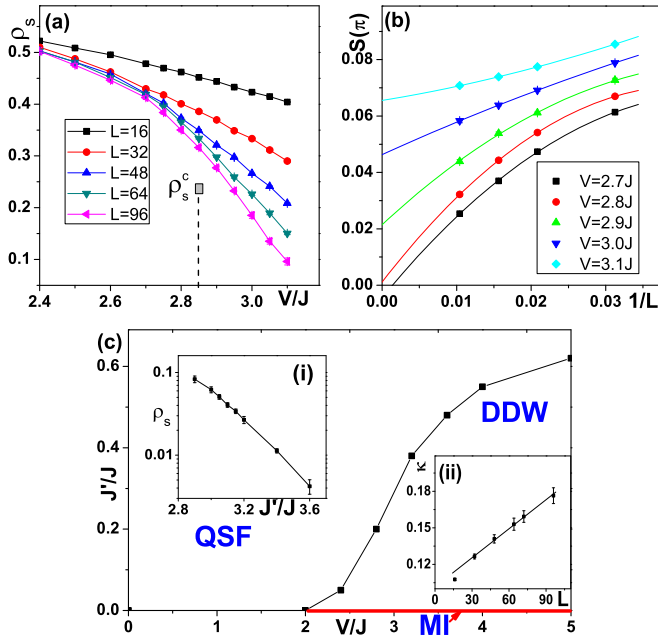 (a)
ρs
0.5
0.4
0.3
0.2
0.1
L=16
L=32
L=48
L=64
L=96
ρsc
2.4 2.6 2.8 3.0
V/J
(b)
S(π)
0.08
0.06
0.04
0.02
0.00
V=2.7J
V=2.8J
V=2.9J
V=3.0J
V=3.1J
0.00 0.01 0.02 0.03 1/L
(c)
J'/J
0.6
0.4
0.2
0.0
(i)
ρs
0.1
0.01
2.8 3.2 3.6
J'/J
QSF
DDW
(ii)
κ
0.18
0.15
0.12
0 30 60 90 L
0 1 2 3 4 5
V/J
MI